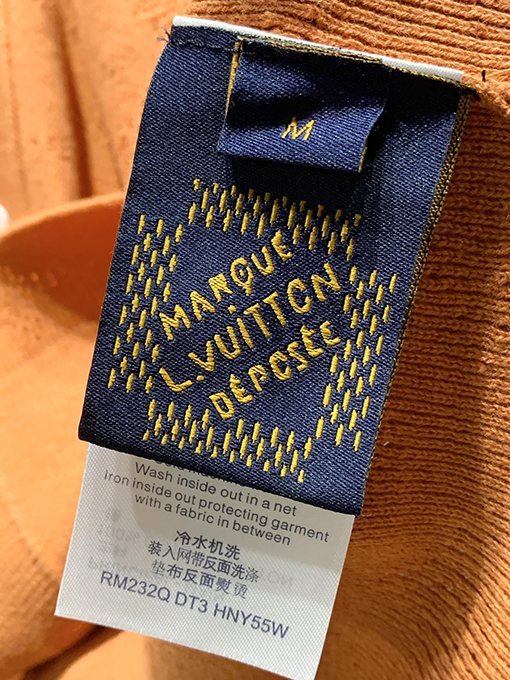 M
MARQUE
L.VUITTON
DÉPOSÉE
Wash inside out in a net
Iron inside out protecting garment
with a fabric in between
冷水机洗
装入网带反面洗涤
垫布反面熨烫
RM232Q DT3 HNY55W